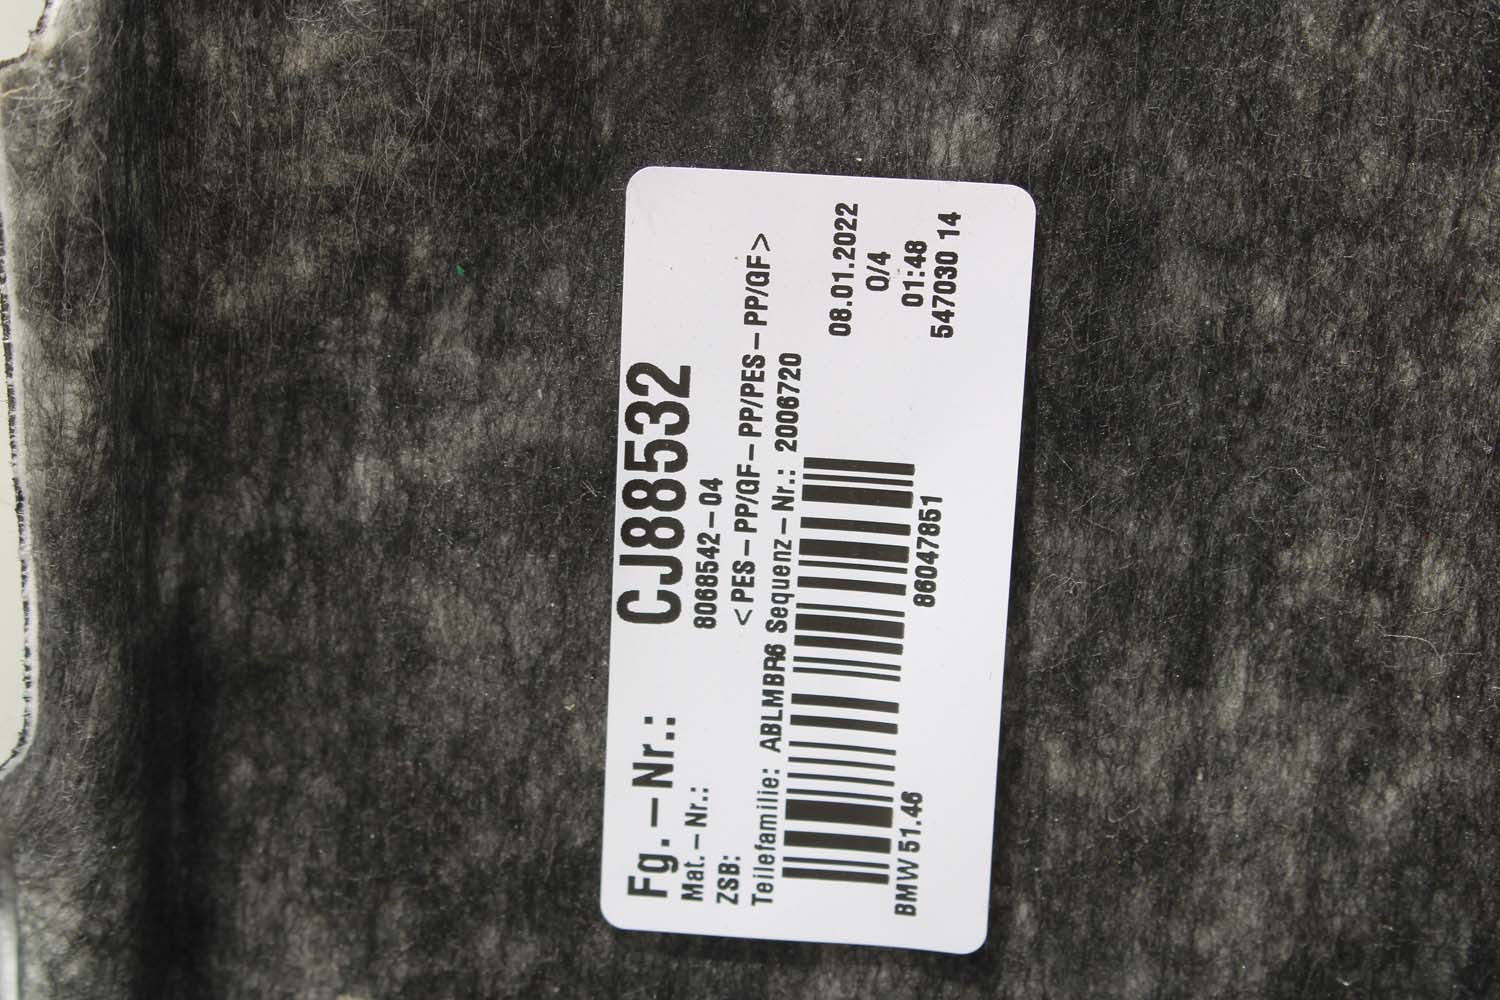 Fg.-Nr.: CJ88532
Mat.-Nr.: 8068542-04
ZSB: <PES-PP/GF-PP/PES-PP/GF>
Teilefamilie: ABLMBR6 Sequenz-Nr.: 2006720
08.01.2022
0/4
01:48
547030 14
BMW 51.46 86047851